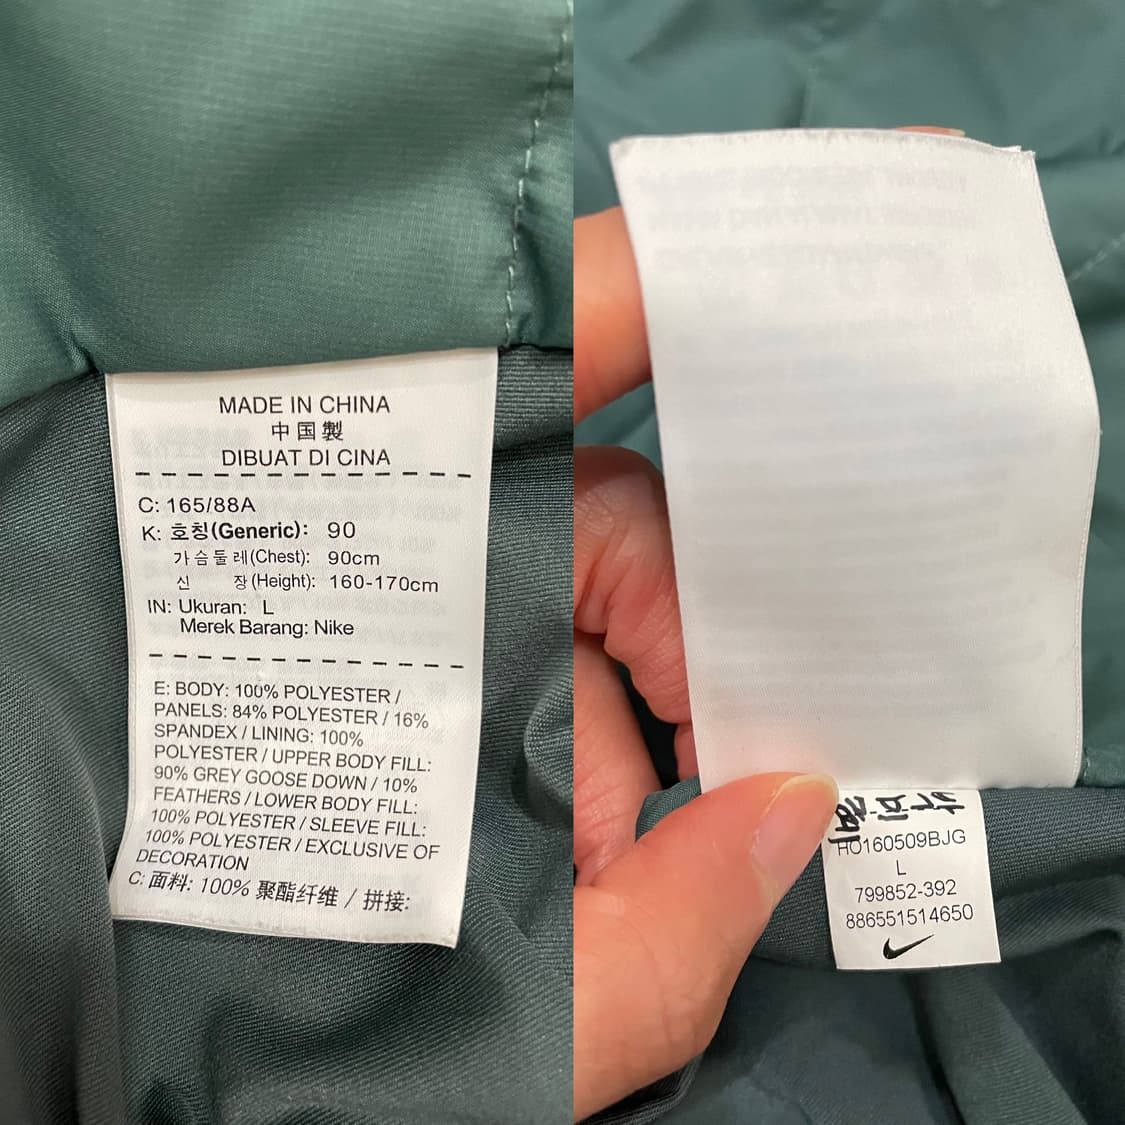 MADE IN CHINA
中国製
DIBUAT DI CINA
C: 165/88A
K: 호칭(Generic): 90
가슴둘레(Chest): 90cm
신 장(Height): 160-170cm
IN: Ukuran: L
Merek Barang: Nike
E: BODY: 100% POLYESTER /
PANELS: 84% POLYESTER / 16%
SPANDEX / LINING: 100%
POLYESTER / UPPER BODY FILL:
90% GREY GOOSE DOWN / 10%
FEATHERS / LOWER BODY FILL:
100% POLYESTER / SLEEVE FILL:
100% POLYESTER / EXCLUSIVE OF
DECORATION
C: 面料: 100% 聚酯纤维 / 拼接:
HO160509BJG
L
799852-392
886551514650